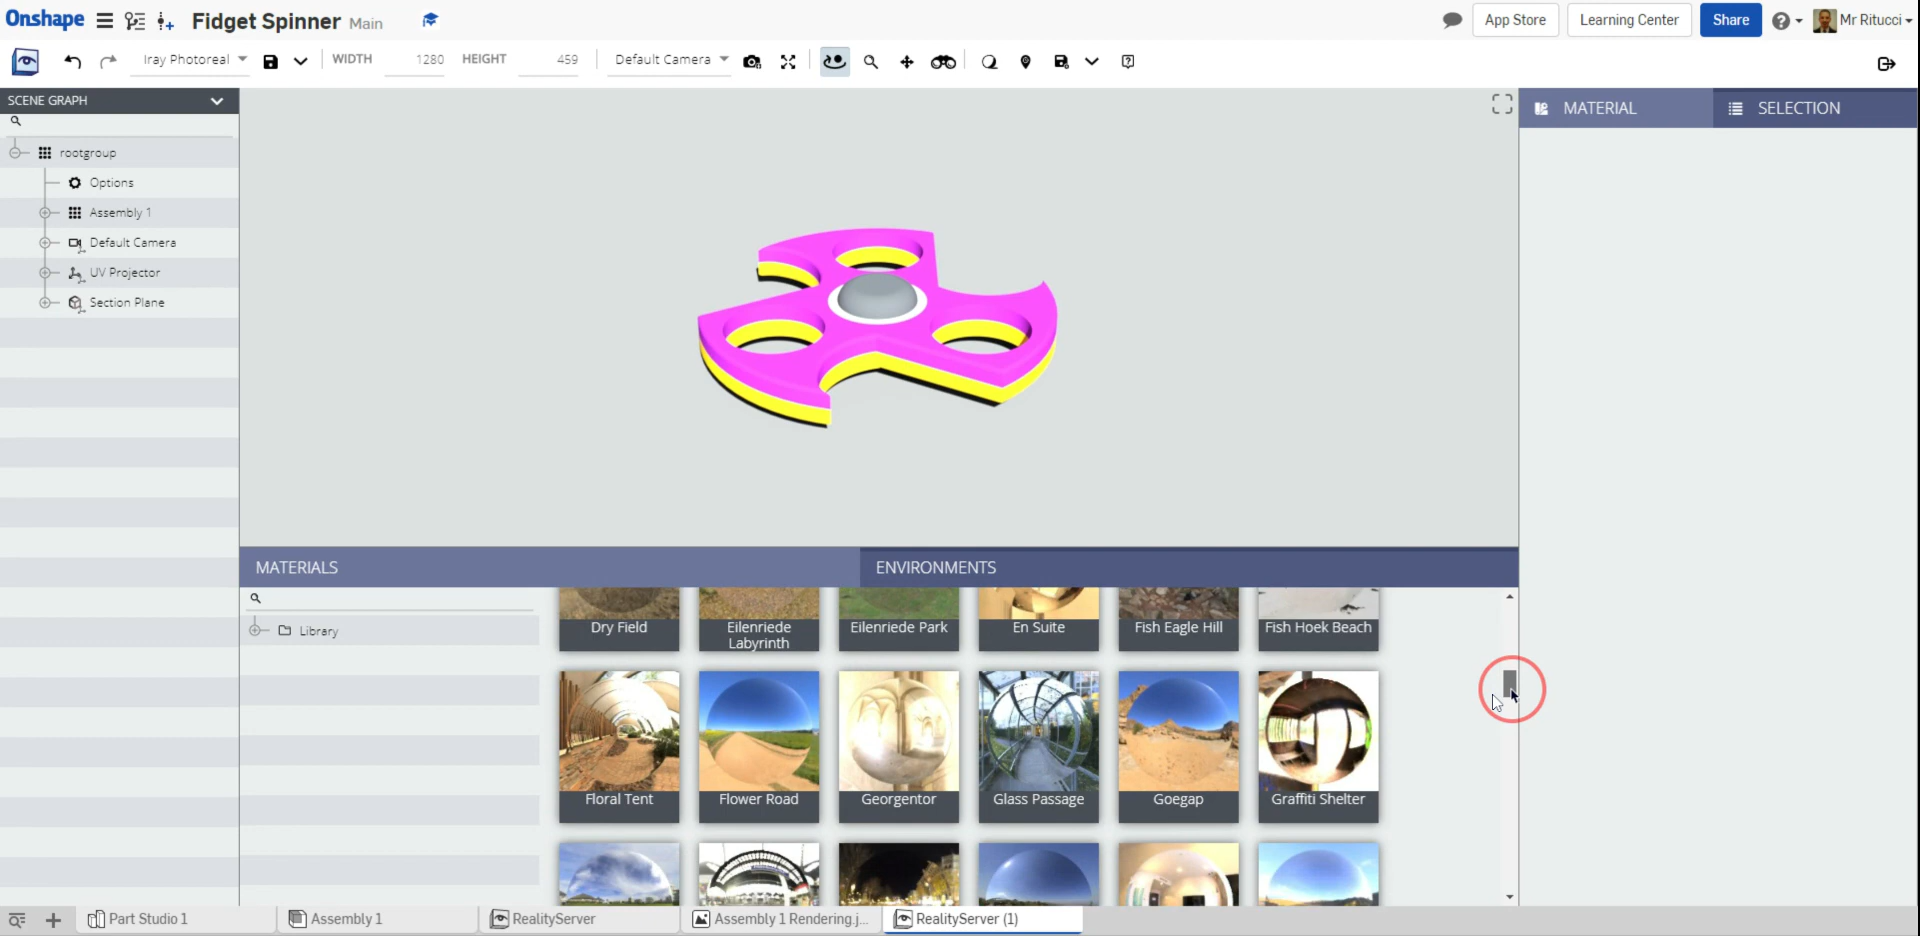 Onshape Fidget Spinner Main App Store Learning Center Share Mr Ritucci
Iray Photoreal WIDTH 1280 HEIGHT 459 Default Camera
SCENE GRAPH
rootgroup
Options
Assembly 1
Default Camera
UV Projector
Section Plane
MATERIAL SELECTION
MATERIALS ENVIRONMENTS
Library
Dry Field
Eilenriede
Labyrinth
Eilenriede Park
En Suite
Fish Eagle Hill
Fish Hoek Beach
Floral Tent
Flower Road
Georgentor
Glass Passage
Goegap
Graffiti Shelter
Part Studio 1 Assembly 1 RealityServer Assembly 1 Rendering.j... RealityServer (1)